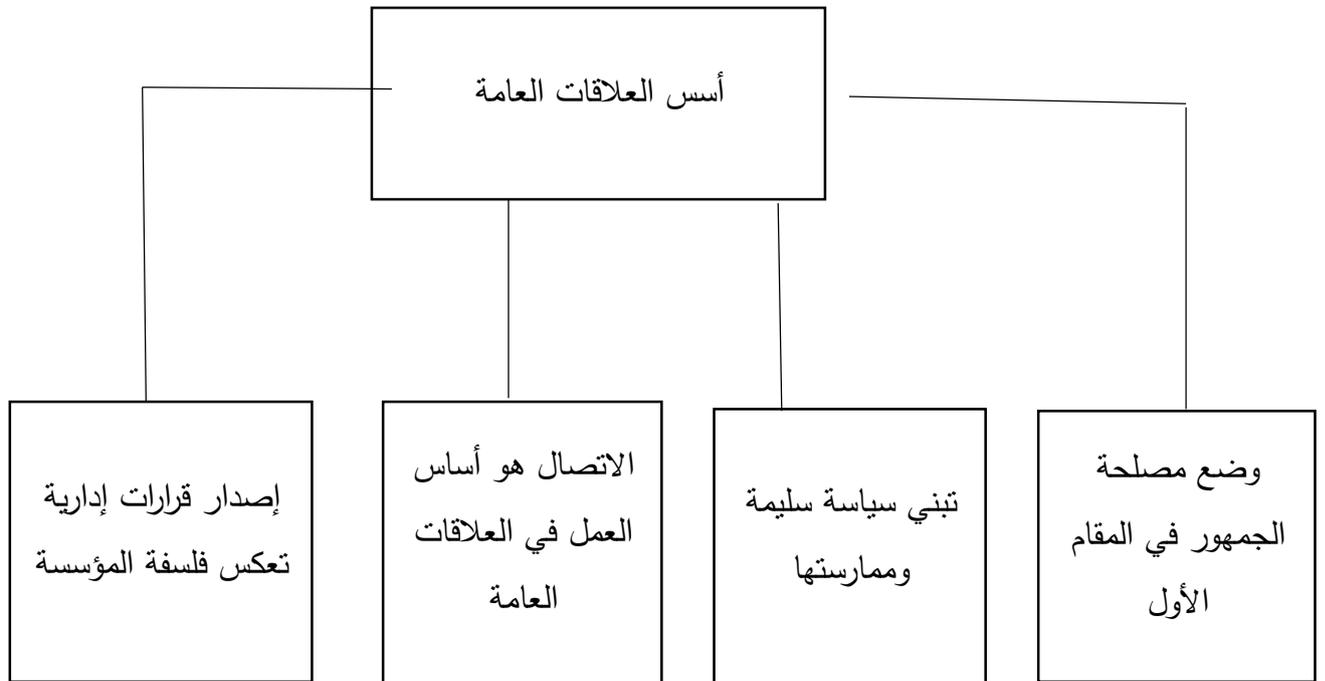 أسس العلاقات العامة
وضع مصلحة
الجمهور في المقام
الأول
تبني سياسة سليمة
وممارستها
الاتصال هو أساس
العمل في العلاقات
العامة
إصدار قرارات إدارية
تعكس فلسفة المؤسسة